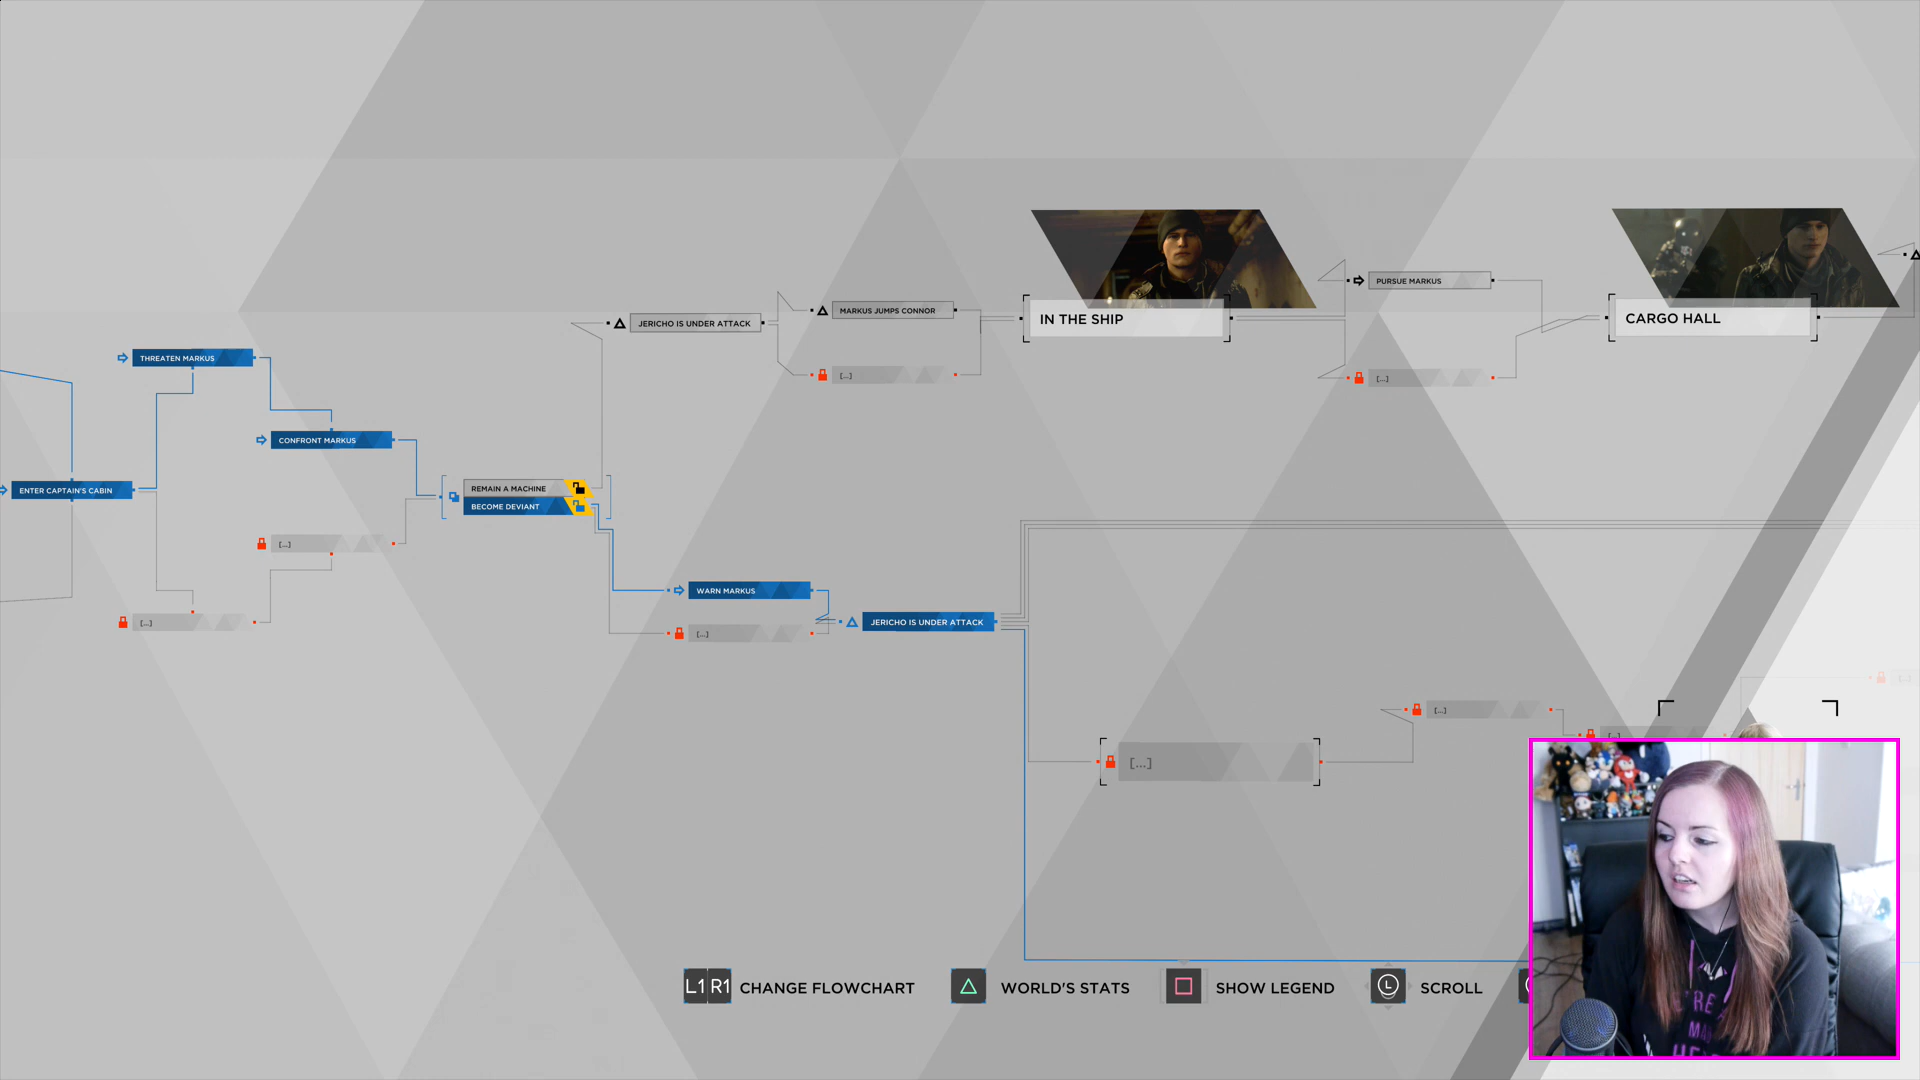 IN THE SHIP
CARGO HALL
PURSUE MARKUS
[...]
JERICHO IS UNDER ATTACK
MARKUS JUMPS CONNOR
[...]
THREATEN MARKUS
CONFRONT MARKUS
ENTER CAPTAIN'S CABIN
REMAIN A MACHINE
BECOME DEVIANT
[...]
[...]
WARN MARKUS
[...]
JERICHO IS UNDER ATTACK
[...]
[...]
[...]
[...]
L1 R1 CHANGE FLOWCHART
WORLD'S STATS
SHOW LEGEND
L SCROLL